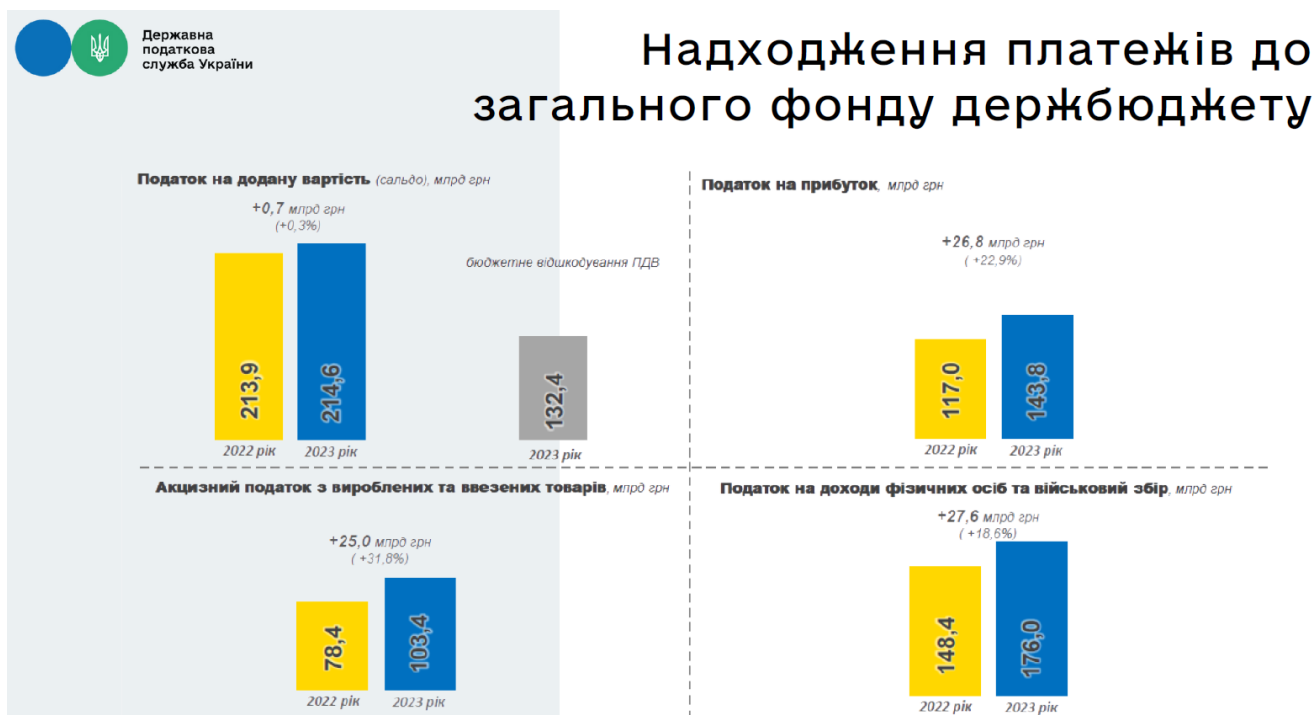 Державна
податкова
служба України
Надходження платежів до
загального фонду держбюджету
Податок на додану вартість (сальдо), млрд грн
+0,7 млрд грн
(+0,3%)
бюджетне відшкодування ПДВ
213,9
214,6
132,4
2022 рік
2023 рік
2023 рік
Податок на прибуток, млрд грн
+26,8 млрд грн
( +22,9%)
117,0
143,8
2022 рік
2023 рік
Акцизний податок з вироблених та ввезених товарів, млрд грн
+25,0 млрд грн
( +31,8%)
78,4
103,4
2022 рік
2023 рік
Податок на доходи фізичних осіб та військовий збір, млрд грн
+27,6 млрд грн
( +18,6%)
148,4
176,0
2022 рік
2023 рік